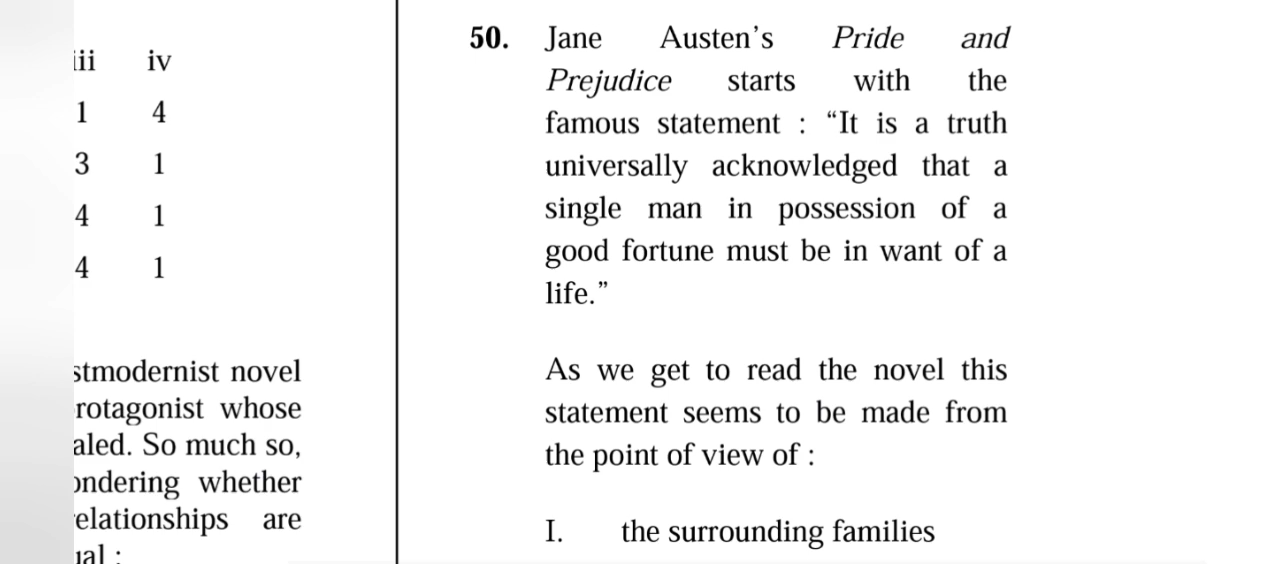 iii iv
1 4
3 1
4 1
4 1
stmodernist novel
rotagonist whose
aled. So much so,
ondering whether
elationships are
ual :
50. Jane Austen’s Pride and
Prejudice starts with the
famous statement : “It is a truth
universally acknowledged that a
single man in possession of a
good fortune must be in want of a
life.”
As we get to read the novel this
statement seems to be made from
the point of view of :
I. the surrounding families